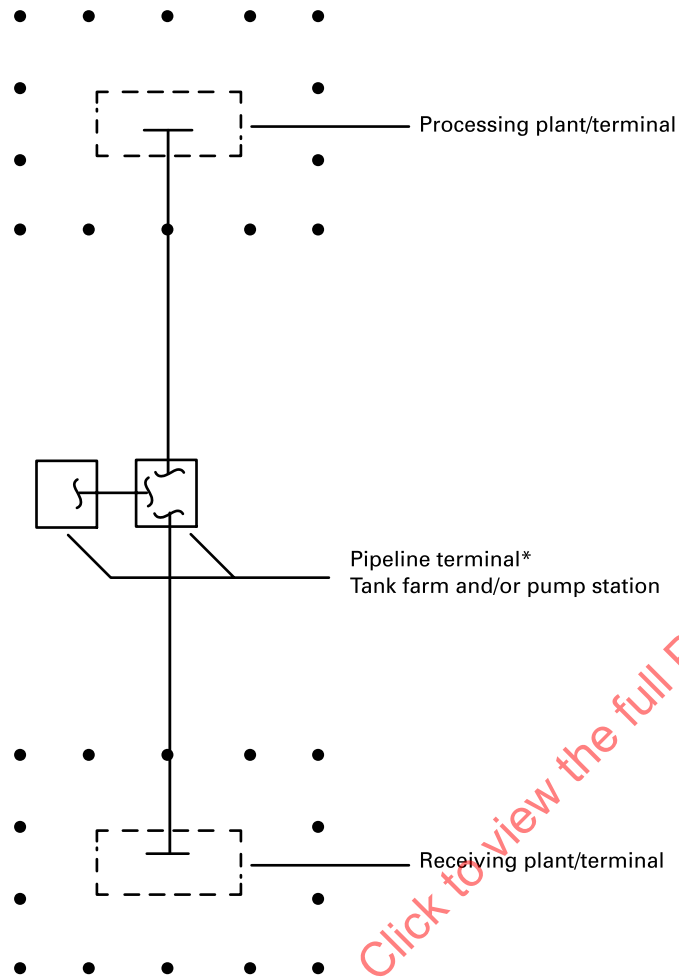 Processing plant/terminal
Pipeline terminal*
Tank farm and/or pump station
Receiving plant/terminal
Click to view the full